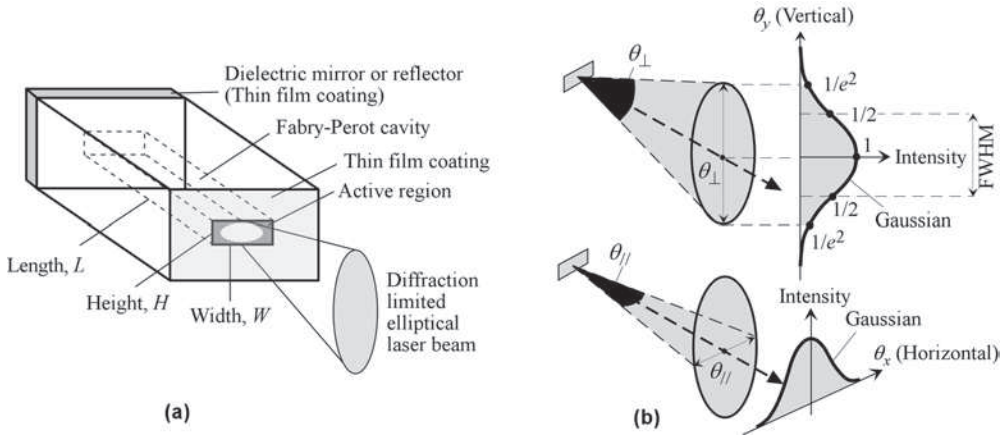 Dielectric mirror or reflector
(Thin film coating)
Fabry-Perot cavity
Thin film coating
Active region
Length, L
Height, H
Width, W
Diffraction
limited
elliptical
laser beam
(a)
θy (Vertical)
θ⊥
θ⊥
1/e²
1/2
1
Intensity
FWHM
1/2
Gaussian
1/e²
θ//
θ//
Intensity
Gaussian
θx (Horizontal)
(b)